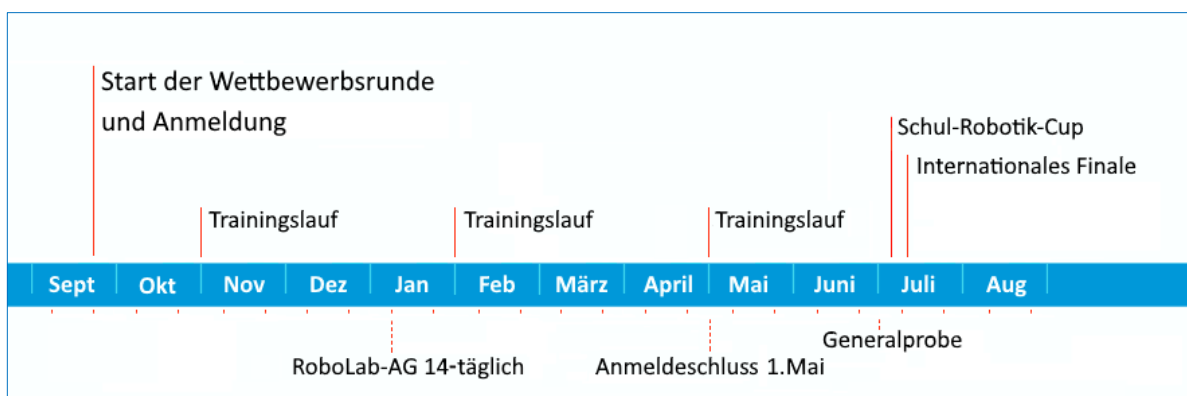 Start der Wettbewerbsrunde
und Anmeldung
Schul-Robotik-Cup
Internationales Finale
Trainingslauf
Trainingslauf
Trainingslauf
Sept Okt Nov Dez Jan Feb März April Mai Juni Juli Aug
Generalprobe
RoboLab-AG 14-täglich
Anmeldeschluss 1.Mai